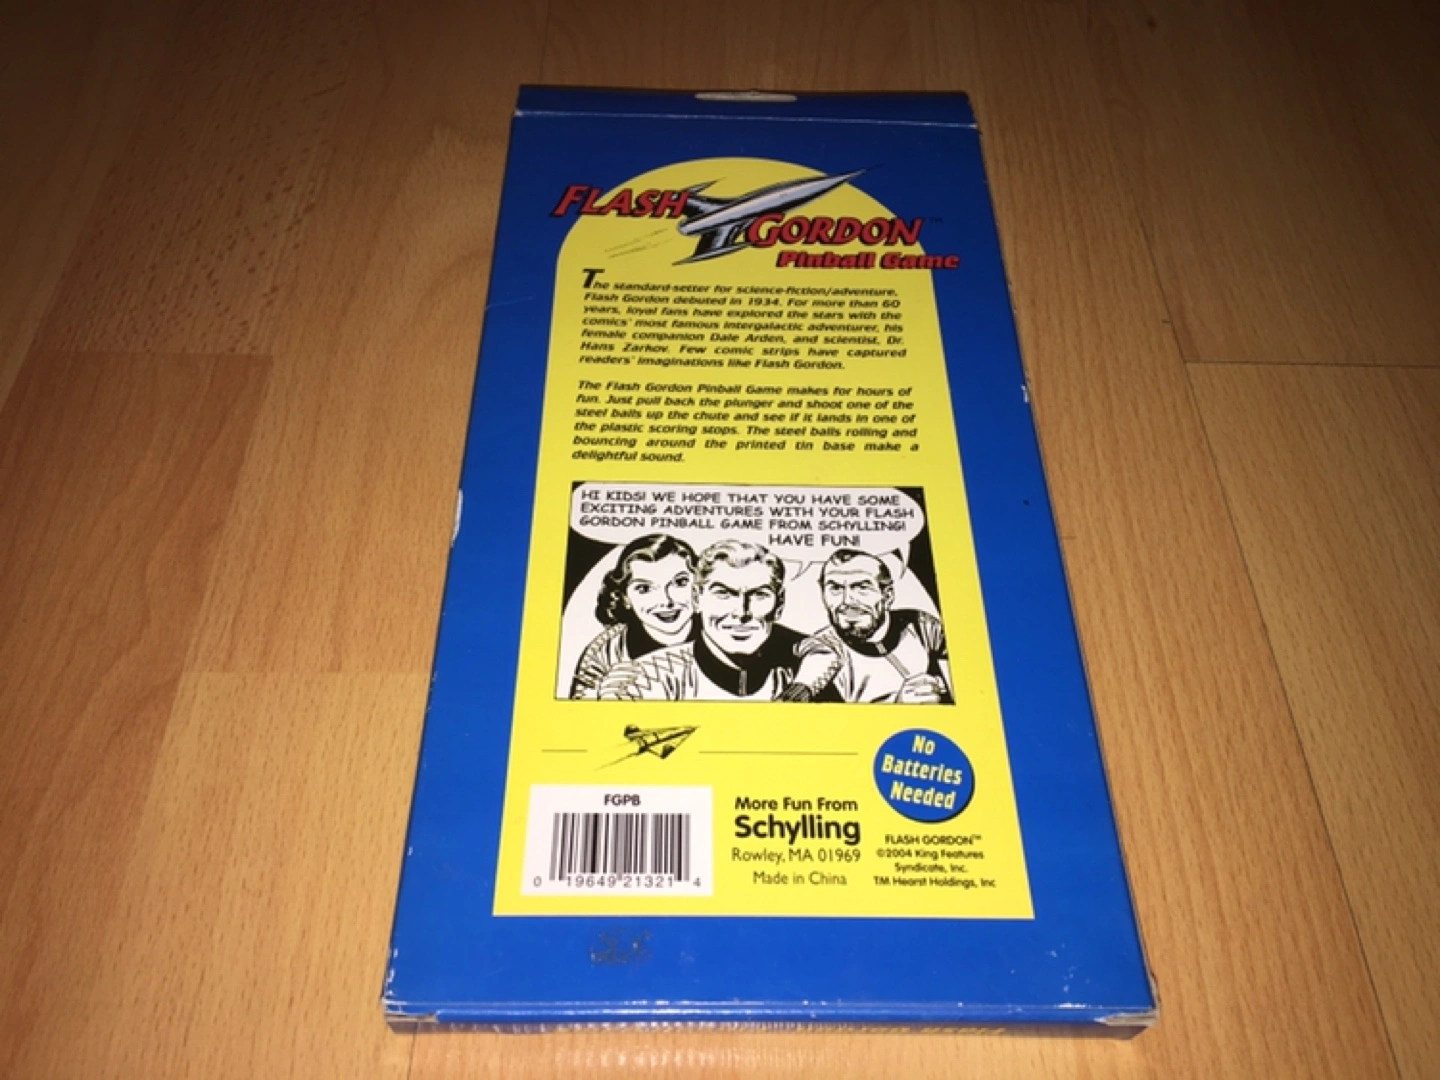 FLASH GORDON™
Pinball Game
The standard-setter for science-fiction/adventure,
Flash Gordon debuted in 1934. For more than 60
years, loyal fans have explored the stars with the
comics' most famous intergalactic adventurer, his
female companion Dale Arden, and scientist, Dr.
Hans Zarkov. Few comic strips have captured
readers' imaginations like Flash Gordon.
The Flash Gordon Pinball Game makes for hours of
fun. Just pull back the plunger and shoot one of the
steel balls up the chute and see if it lands in one of
the plastic scoring stops. The steel balls rolling and
bouncing around the printed tin base make a
delightful sound.
HI KIDS! WE HOPE THAT YOU HAVE SOME
EXCITING ADVENTURES WITH YOUR FLASH
GORDON PINBALL GAME FROM SCHYLLING!
HAVE FUN!
No
Batteries
Needed
FGPB
0 19649 21321 4
More Fun From
Schylling
Rowley, MA 01969
Made in China
FLASH GORDON™
©2004 King Features
Syndicate, Inc.
TM Hearst Holdings, Inc